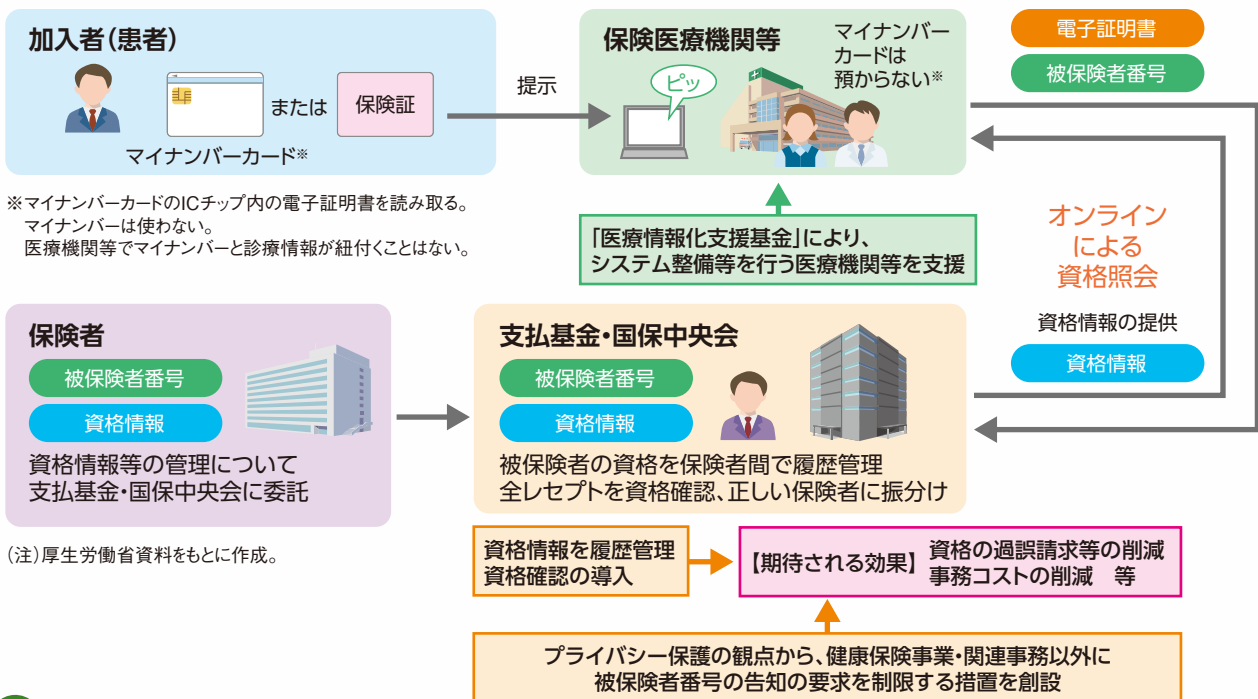 加入者(患者)
または
保険証
マイナンバーカード※
提示
保険医療機関等
ピッ
マイナンバー
カードは
預からない※
電子証明書
被保険者番号
※マイナンバーカードのICチップ内の電子証明書を読み取る。
マイナンバーは使わない。
医療機関等でマイナンバーと診療情報が紐付くことはない。
「医療情報化支援基金」により、
システム整備等を行う医療機関等を支援
オンライン
による
資格照会
資格情報の提供
資格情報
保険者
被保険者番号
資格情報
資格情報等の管理について
支払基金・国保中央会に委託
支払基金・国保中央会
被保険者番号
資格情報
被保険者の資格を保険者間で履歴管理
全レセプトを資格確認、正しい保険者に振分け
(注)厚生労働省資料をもとに作成。
資格情報を履歴管理
資格確認の導入
【期待される効果】 資格の過誤請求等の削減
事務コストの削減 等
プライバシー保護の観点から、健康保険事業・関連事務以外に
被保険者番号の告知の要求を制限する措置を創設